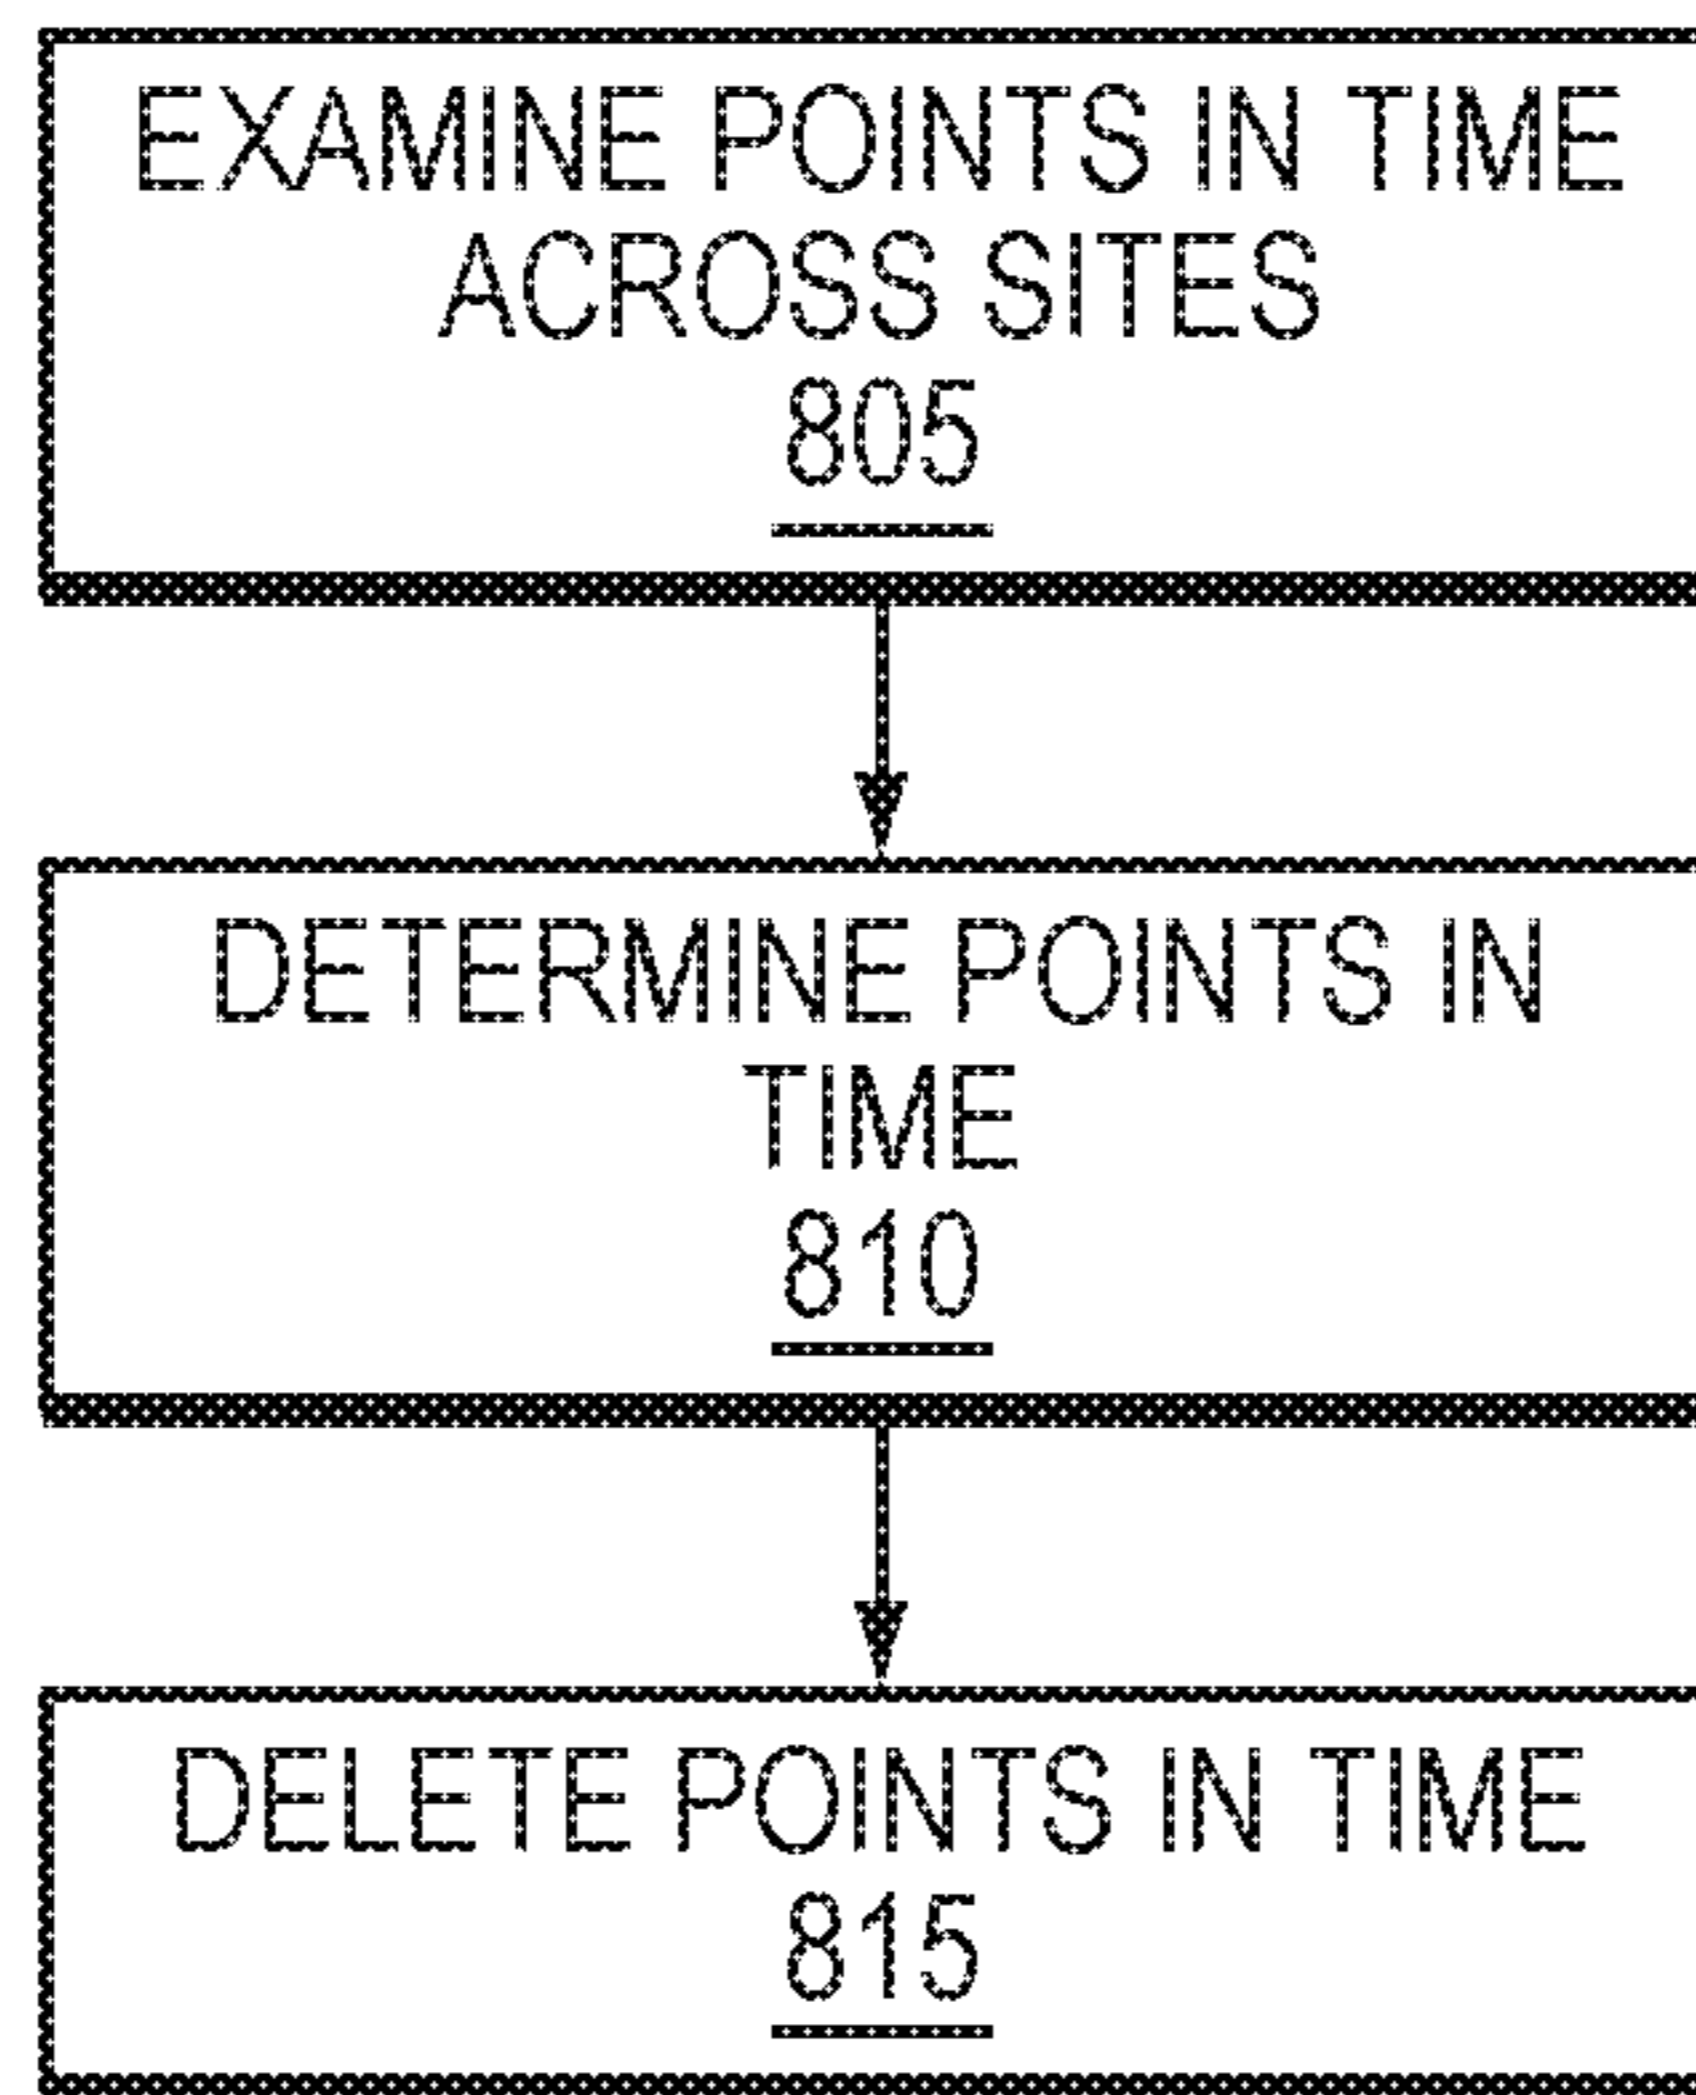 EXAMINE POINTS IN TIME
ACROSS SITES
805
DETERMINE POINTS IN
TIME
810
DELETE POINTS IN TIME
815